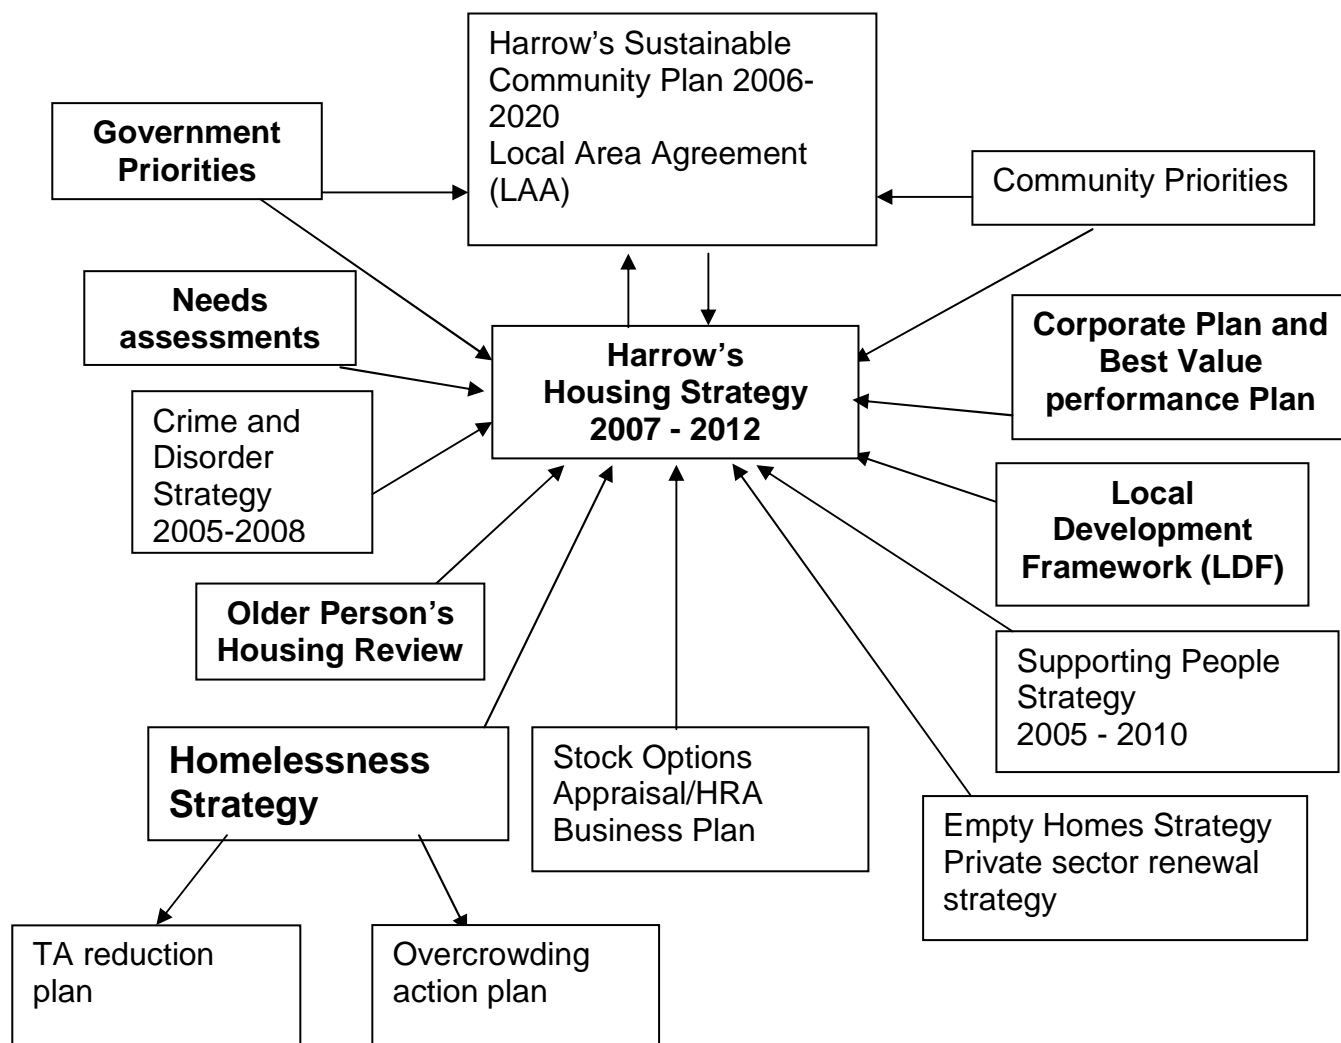 Harrow’s Sustainable
Community Plan 2006-
2020
Local Area Agreement
(LAA)
Government
Priorities
Community Priorities
Needs
assessments
Harrow’s
Housing Strategy
2007 - 2012
Corporate Plan and
Best Value
performance Plan
Crime and
Disorder
Strategy
2005-2008
Local
Development
Framework (LDF)
Older Person’s
Housing Review
Supporting People
Strategy
2005 - 2010
Homelessness
Strategy
Stock Options
Appraisal/HRA
Business Plan
Empty Homes Strategy
Private sector renewal
strategy
TA reduction
plan
Overcrowding
action plan